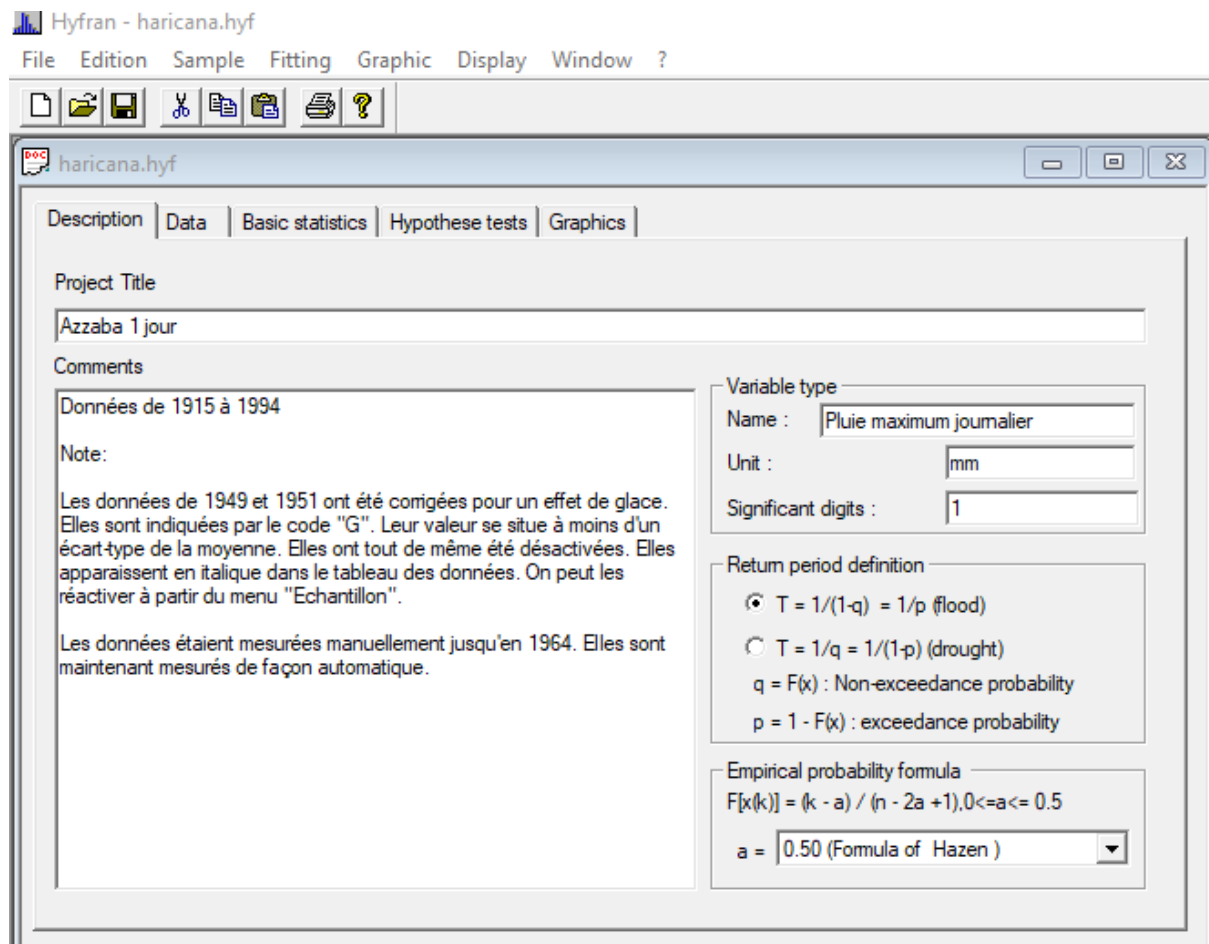 Hyfran - haricana.hyf
File Edition Sample Fitting Graphic Display Window ?
DOC
haricana.hyf
Description Data Basic statistics Hypothese tests Graphics
Project Title
Azzaba 1 jour
Comments
Données de 1915 à 1994
Note:
Les données de 1949 et 1951 ont été corrigées pour un effet de glace.
Elles sont indiquées par le code "G". Leur valeur se situe à moins d'un
écart-type de la moyenne. Elles ont tout de même été désactivées. Elles
apparaissent en italique dans le tableau des données. On peut les
réactiver à partir du menu "Echantillon".
Les données étaient mesurées manuellement jusqu'en 1964. Elles sont
maintenant mesurés de façon automatique.
Variable type
Name : Pluie maximum journalier
Unit : mm
Significant digits : 1
Return period definition
T = 1/(1-q) = 1/p (flood)
T = 1/q = 1/(1-p) (drought)
q = F(x) : Non-exceedance probability
p = 1 - F(x) : exceedance probability
Empirical probability formula
F[x(k)] = (k - a) / (n - 2a +1),0<=a<= 0.5
a = 0.50 (Formula of Hazen )